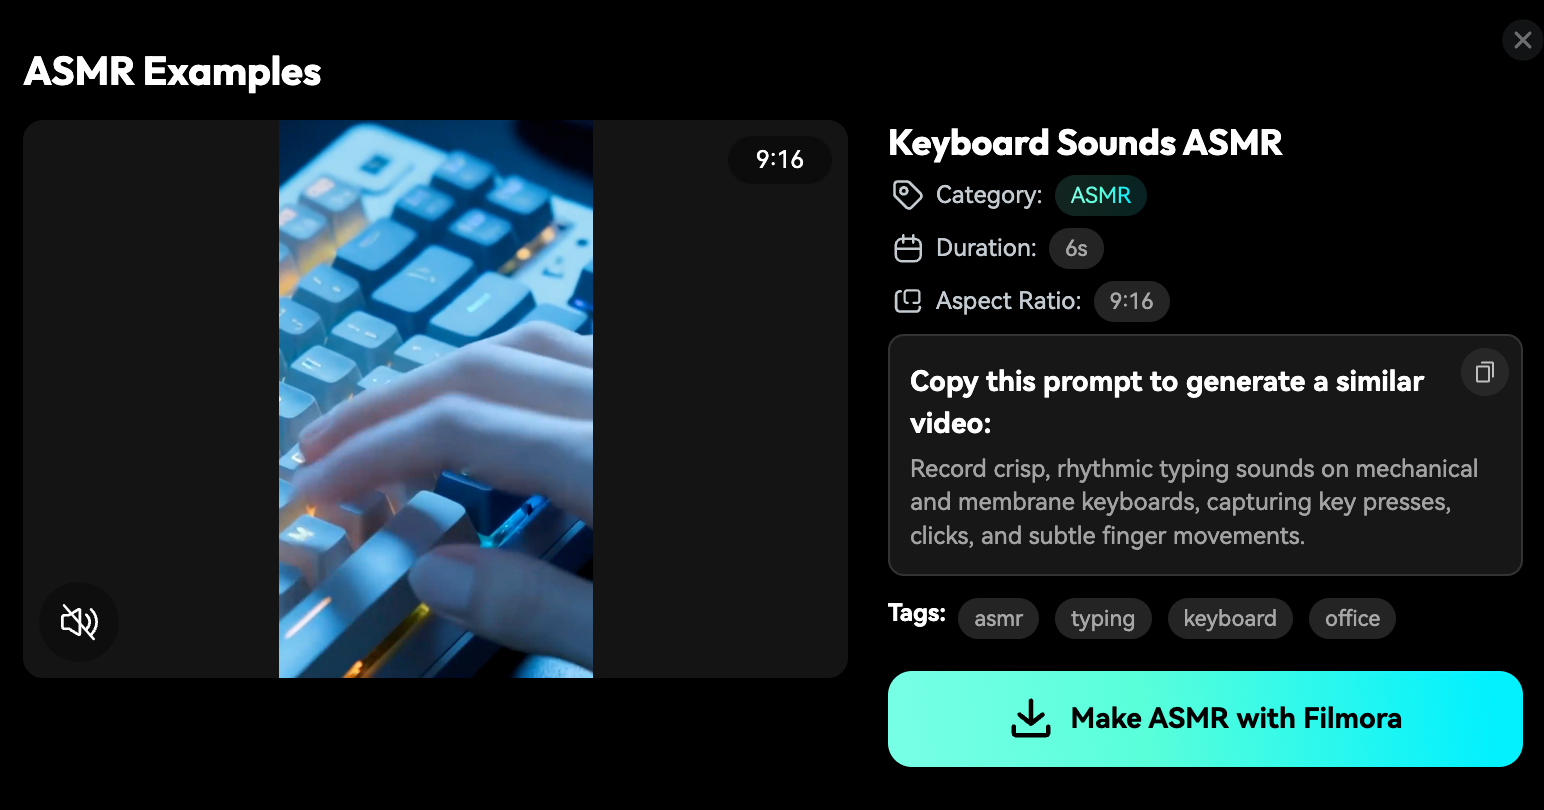 ASMR Examples
9:16
Keyboard Sounds ASMR
Category: ASMR
Duration: 6s
Aspect Ratio: 9:16
Copy this prompt to generate a similar
video:
Record crisp, rhythmic typing sounds on mechanical
and membrane keyboards, capturing key presses,
clicks, and subtle finger movements.
Tags: asmr typing keyboard office
Make ASMR with Filmora